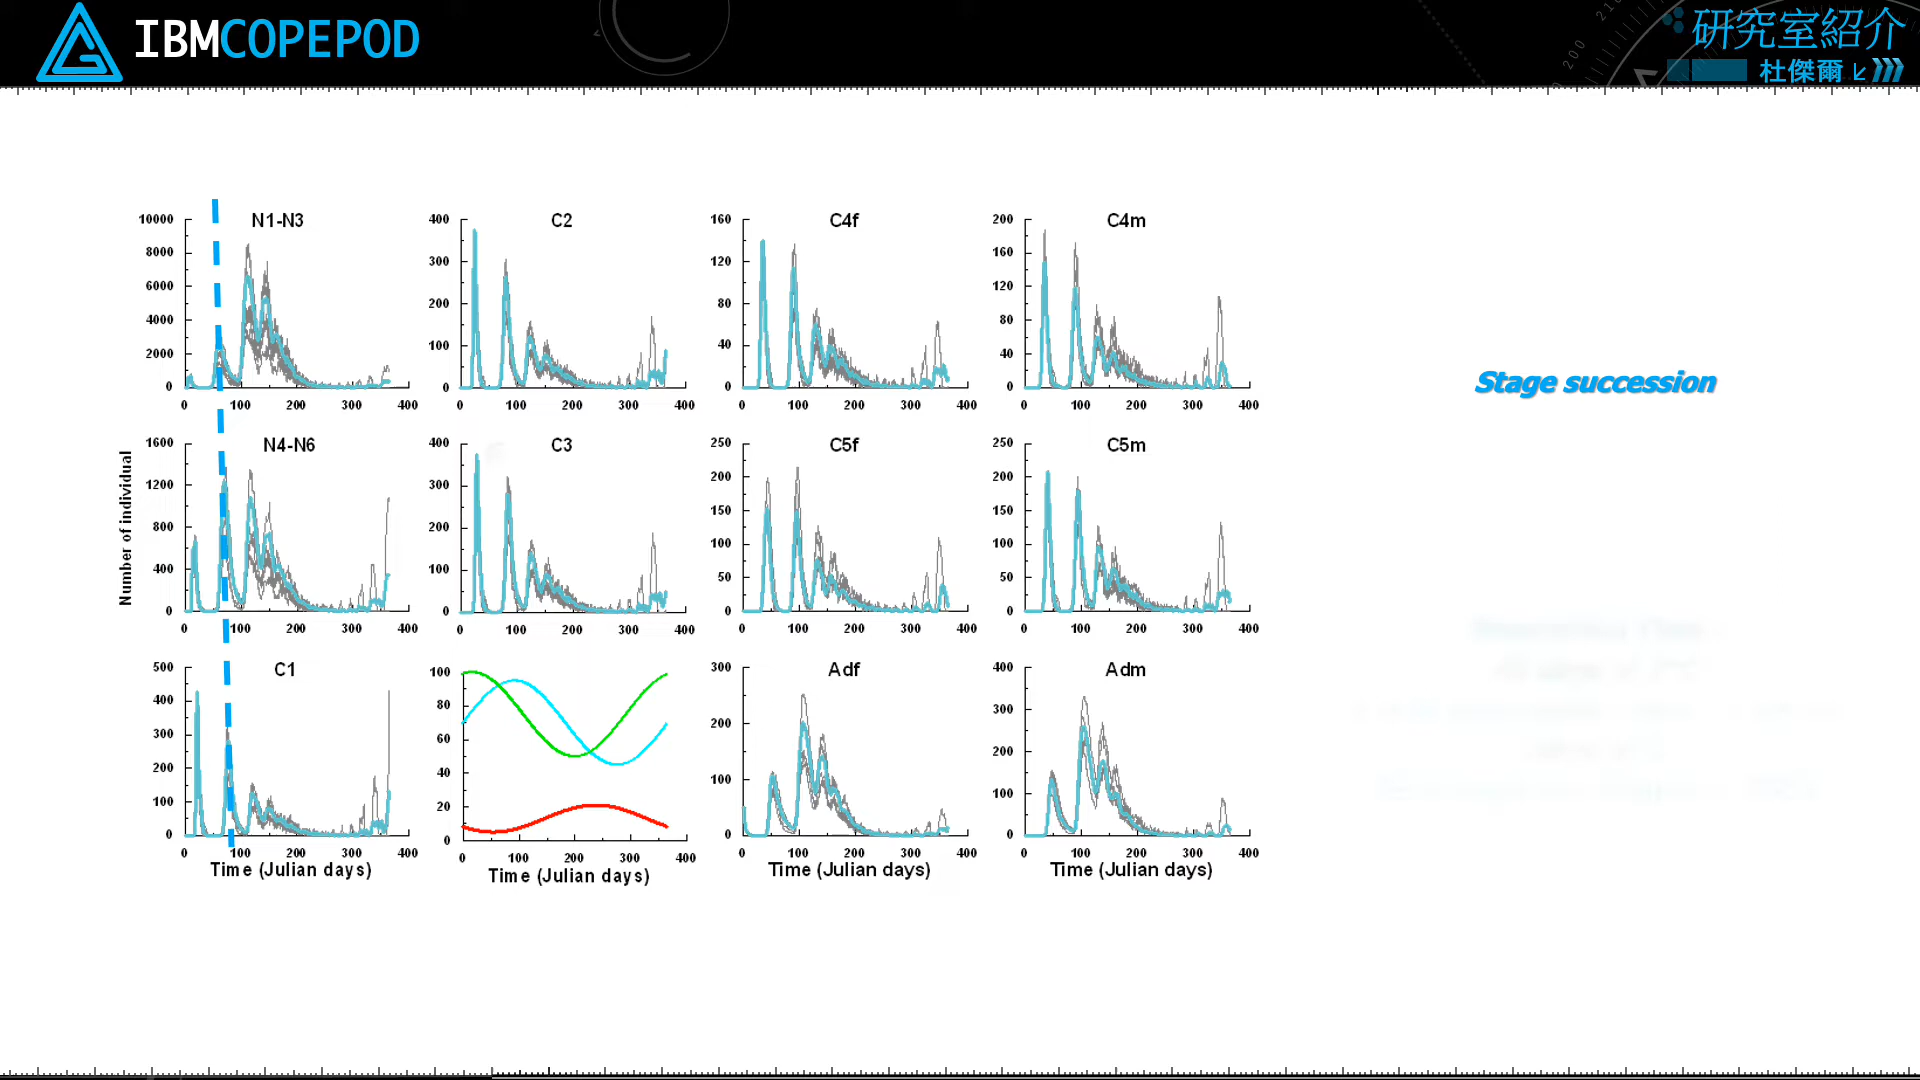 IBMCOPEPOD
研究室紹介
杜傑爾
N1-N3
C2
C4f
C4m
10000
8000
6000
4000
2000
0
400
300
200
100
0
160
120
80
40
0
200
160
120
80
40
0
0 100 200 300 400
0 100 200 300 400
0 100 200 300 400
0 100 200 300 400
Stage succession
Number of individual
N4-N6
C3
C5f
C5m
1600
1200
800
400
0
400
300
200
100
0
250
200
150
100
50
0
250
200
150
100
50
0
0 100 200 300 400
0 100 200 300 400
0 100 200 300 400
0 100 200 300 400
C1
Adf
Adm
500
400
300
200
100
0
100
80
60
40
20
0
300
200
100
0
400
300
200
100
0
0 100 200 300 400
0 100 200 300 400
0 100 200 300 400
0 100 200 300 400
Time (Julian days)
Time (Julian days)
Time (Julian days)
Time (Julian days)